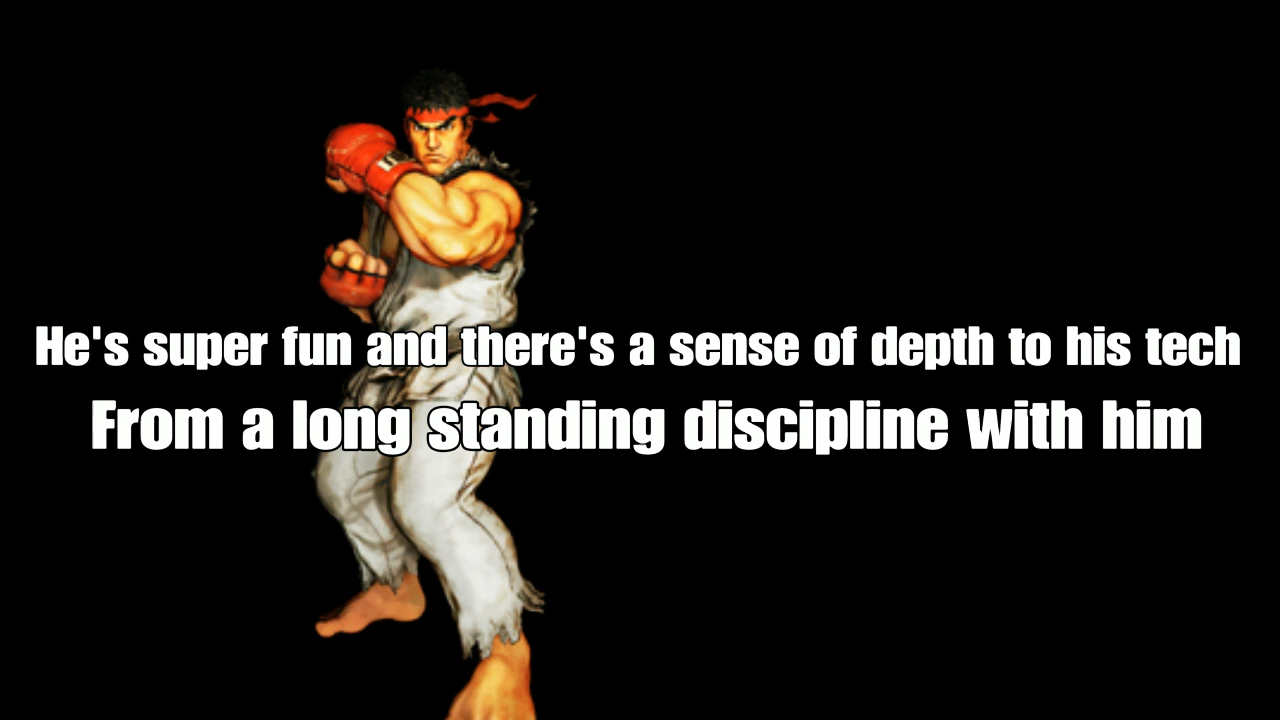 He's super fun and there's a sense of depth to his tech
From a long standing discipline with him